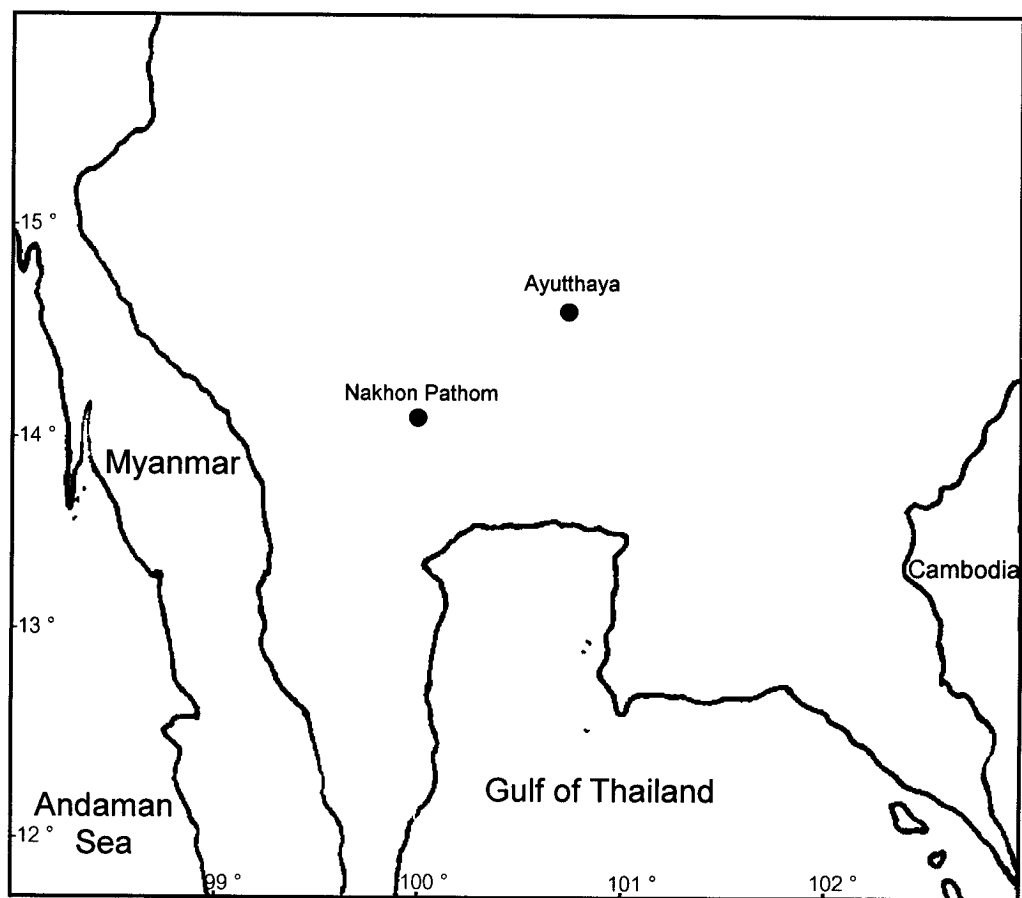 15 °
Ayutthaya
Nakhon Pathom
14 °
Myanmar
Cambodia
13 °
Gulf of Thailand
Andaman
Sea
12 °
99 °
100 °
101 °
102 °